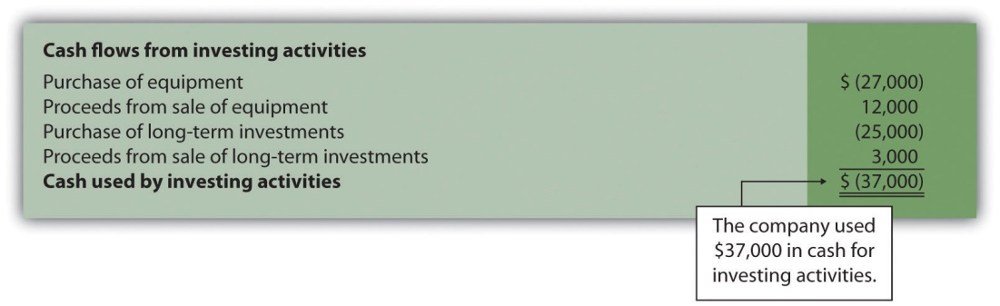 Cash flows from investing activities
Purchase of equipment $ (27,000)
Proceeds from sale of equipment 12,000
Purchase of long-term investments (25,000)
Proceeds from sale of long-term investments 3,000
Cash used by investing activities $ (37,000)
The company used
$37,000 in cash for
investing activities.